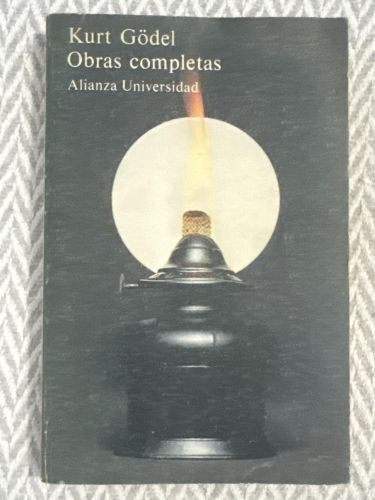 Kurt Gödel
Obras completas
Alianza Universidad